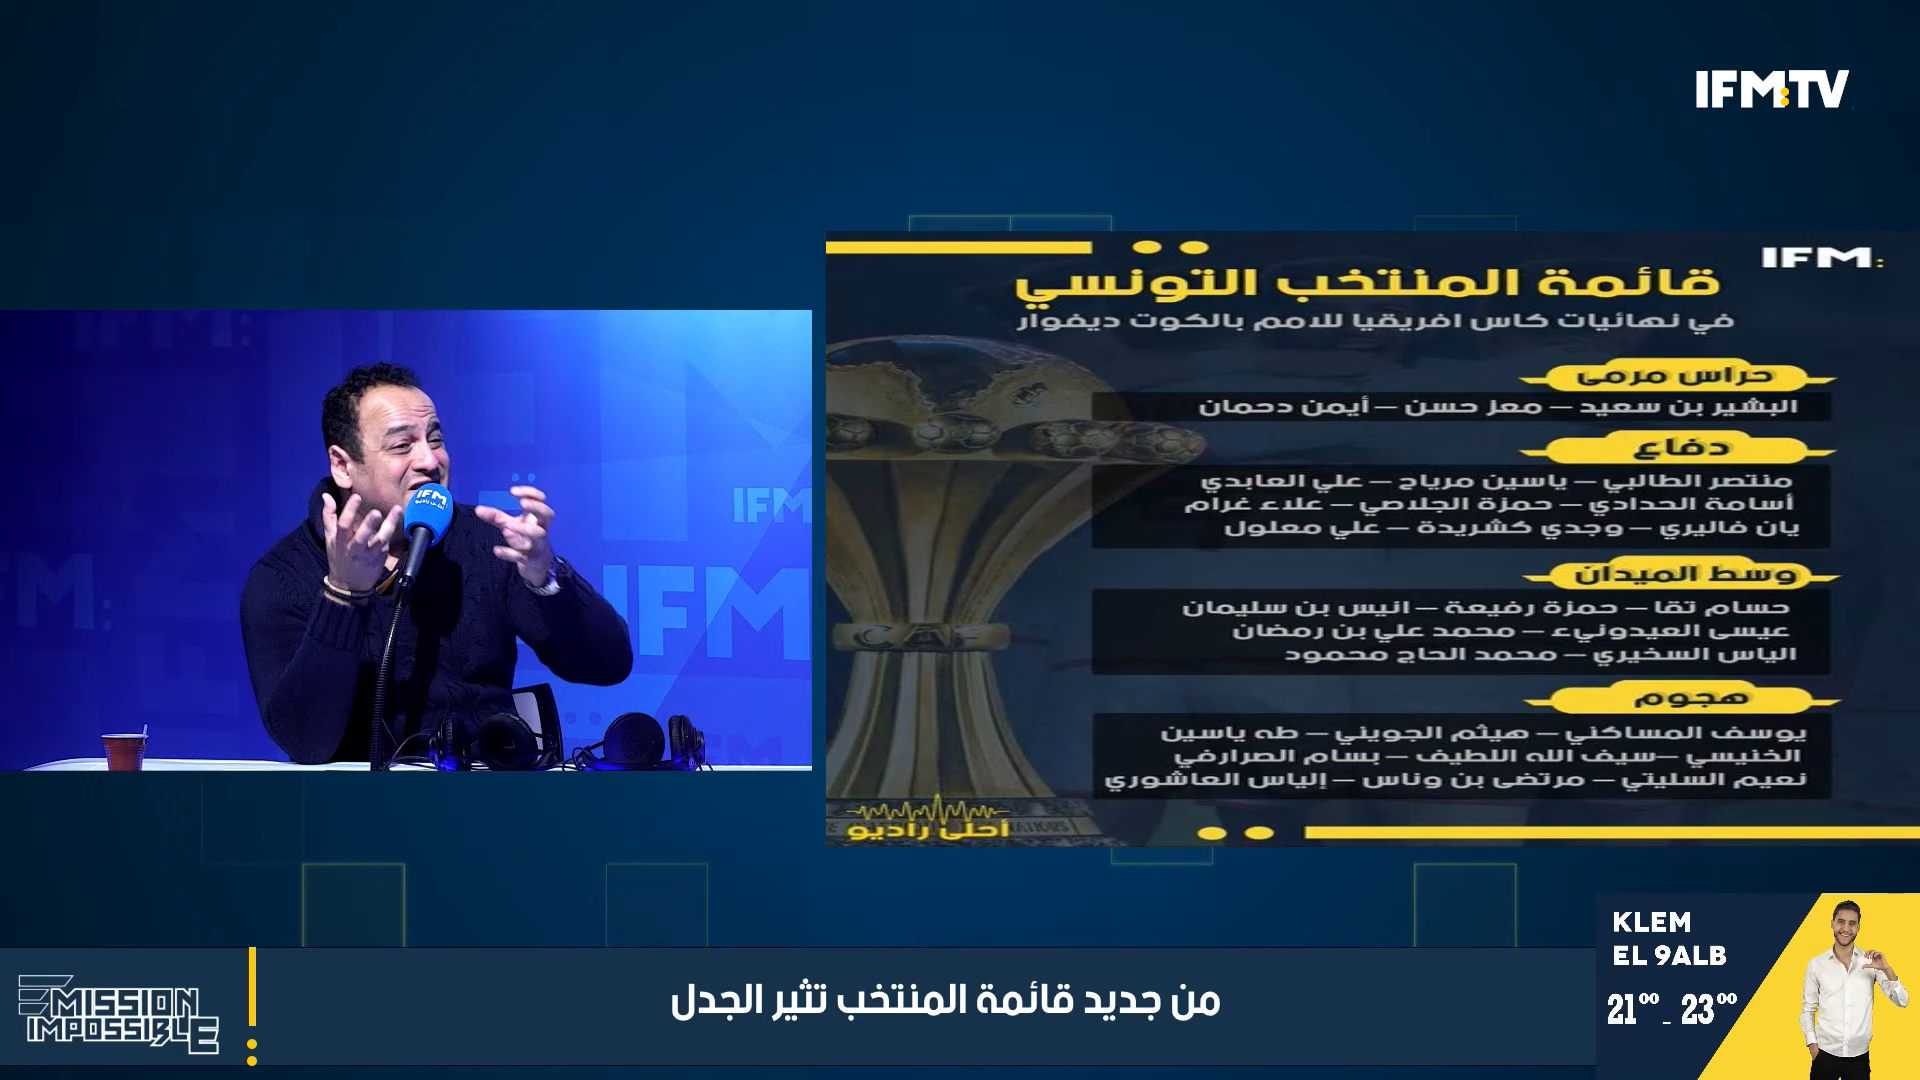 IFM:TV
IFM:
قائمة المنتخب التونسي
في نهائيات كاس افريقيا للامم بالكوت ديفوار
حراس مرمى
البشير بن سعيد – معز حسن – أيمن دحمان
دفاع
منتصر الطالبي – ياسين مرياح – علي العابدي
أسامة الحدادي – حمزة الجلاصي – علاء غرام
يان فاليري – وجدي كشريدة – علي معلول
وسط الميدان
حسام تقا – حمزة رفيعة – انيس بن سليمان
عيسى العيدونيء – محمد علي بن رمضان
الياس السخيري – محمد الحاج محمود
هجوم
يوسف المساكني – هيثم الجويني – طه ياسين
الخنيسي –سيف الله اللطيف – بسام الصرارفي
نعيم السليتي – مرتضى بن وناس – إلياس العاشوري
CAF
أحلى راديو
IFM:
IFM
IFM
IFM:
KLEM
EL 9ALB
21⁰⁰ - 23⁰⁰
EMISSION
IMPOSSIBLE
من جديد قائمة المنتخب تثير الجدل